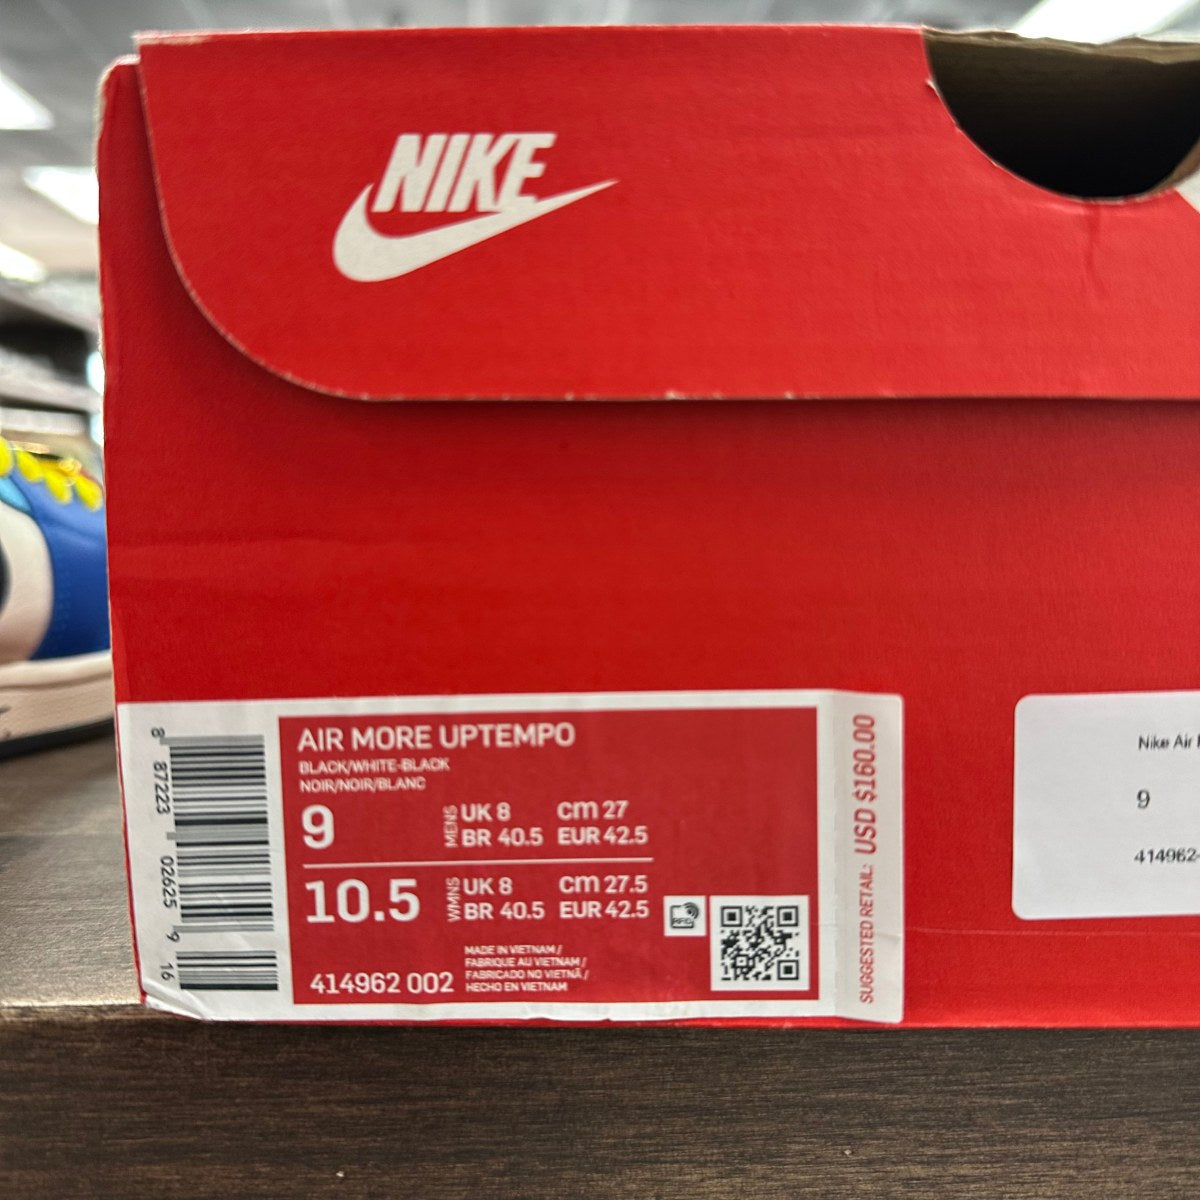 NIKE
AIR MORE UPTEMPO
BLACK/WHITE-BLACK
NOIR/NOIR/BLANC
9
MENS
UK 8 cm 27
BR 40.5 EUR 42.5
10.5
WMNS
UK 8 cm 27.5
BR 40.5 EUR 42.5
RFID
414962 002
MADE IN VIETNAM /
FABRIQUE AU VIETNAM /
FABRICADO NO VIETNÃ /
HECHO EN VIETNAM
8 87223 02625 9 16
SUGGESTED RETAIL: USD $160.00
Nike Air
9
414962-